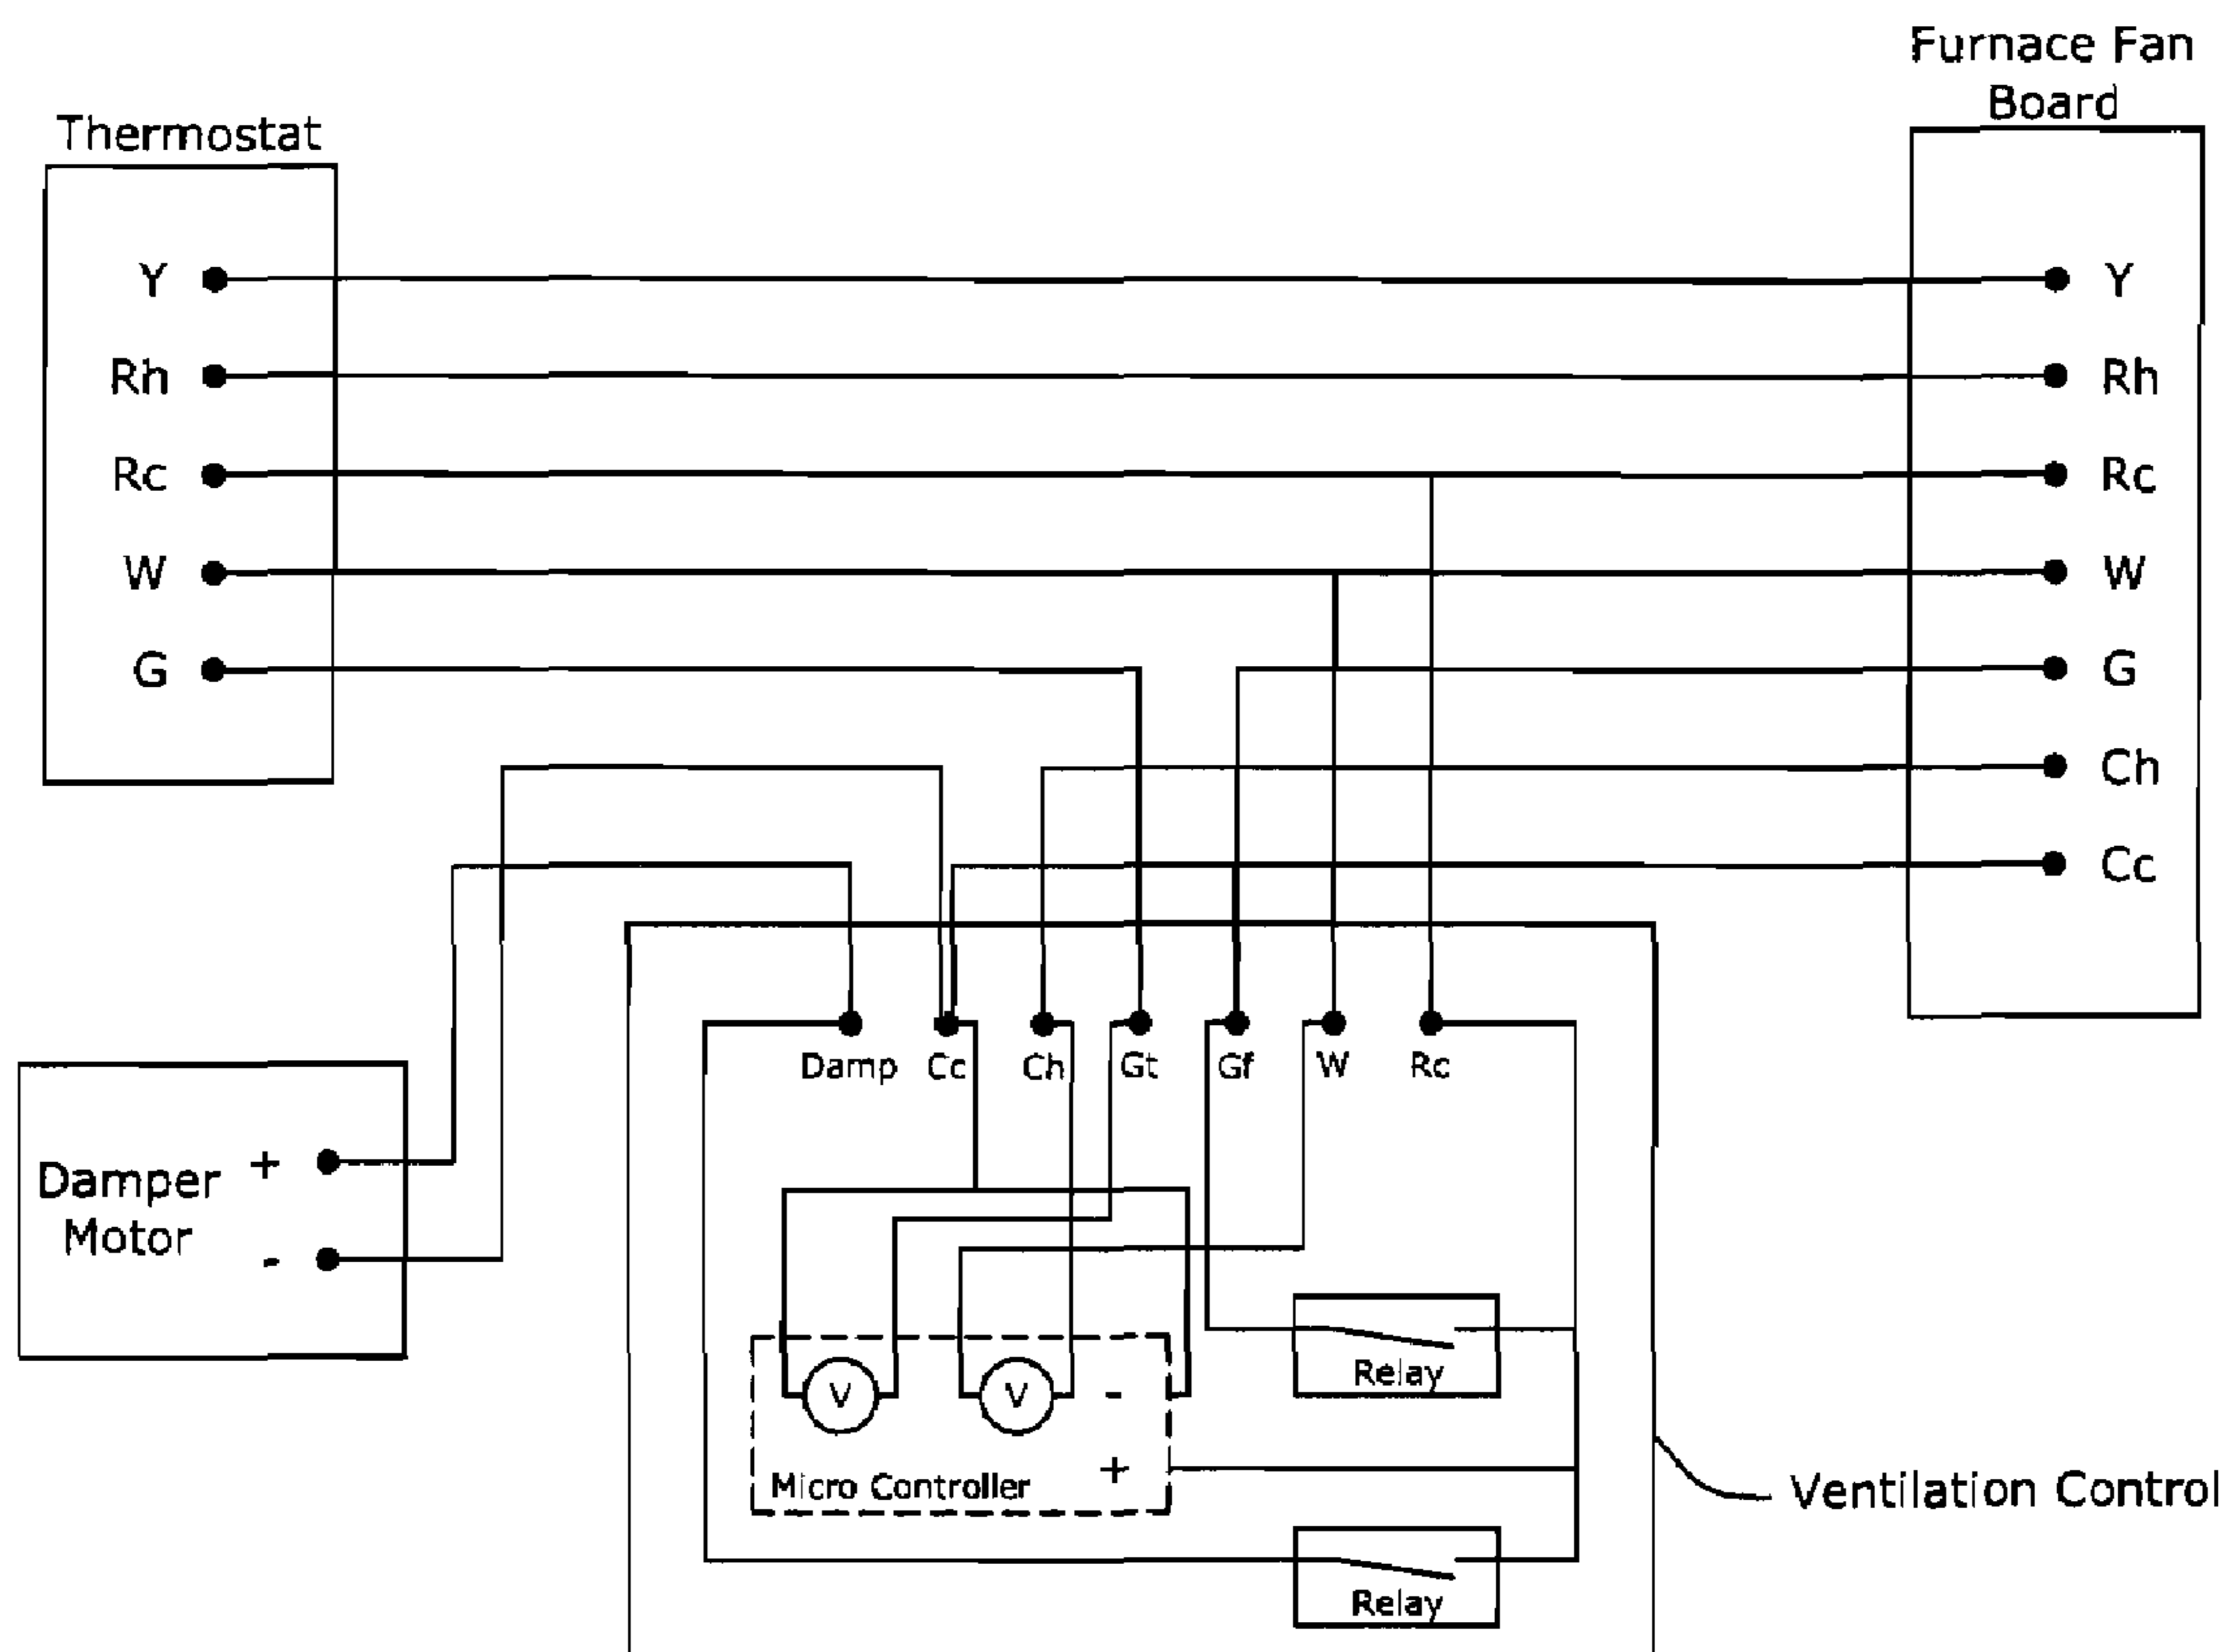 Furnace Fan
Board
Thermostat
Y
Rh
Rc
W
G
Y
Rh
Rc
W
G
Ch
Cc
Damp Cc Ch Gt Gf W Rc
Damper
Motor
+
-
V V -
+
Micro Controller
Relay
Relay
Ventilation Control